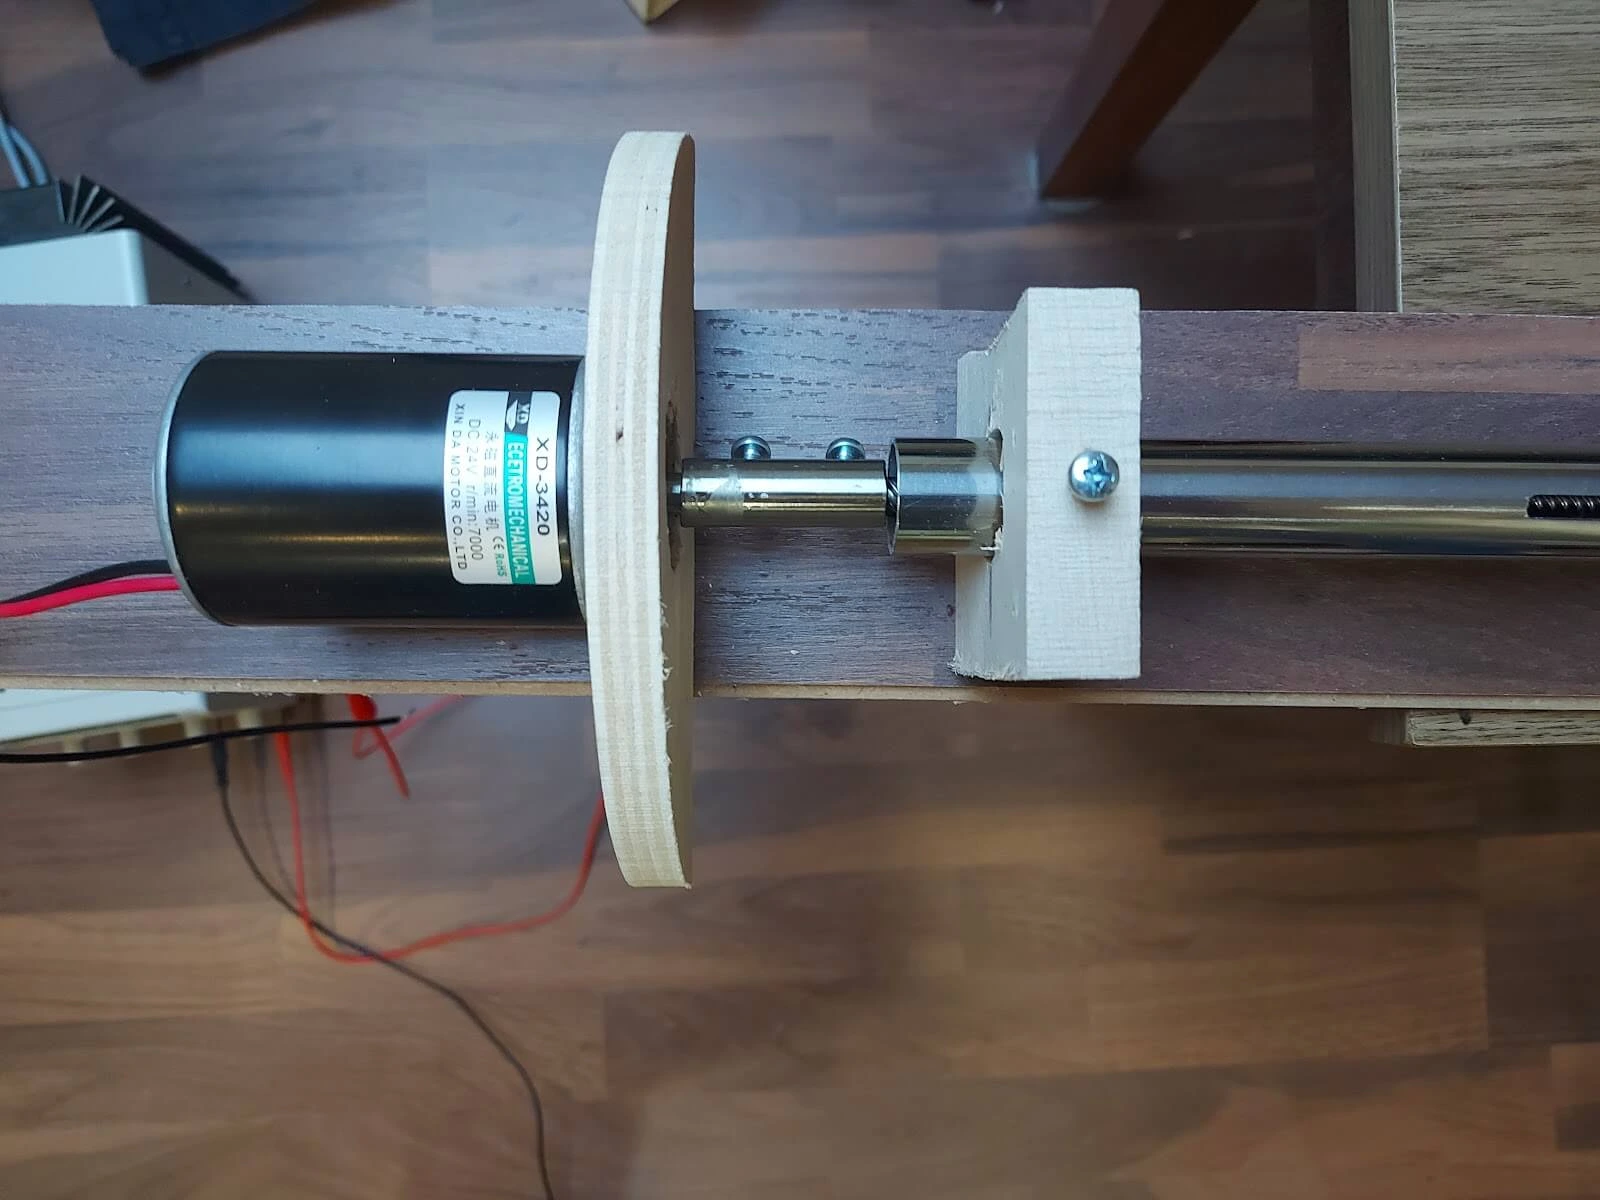 XD
ECETROMECHANICAL
XD-3420
永磁直流电机 CE RoHS
DC 24V r/min:7000
XIN DA MOTOR CO.,LTD